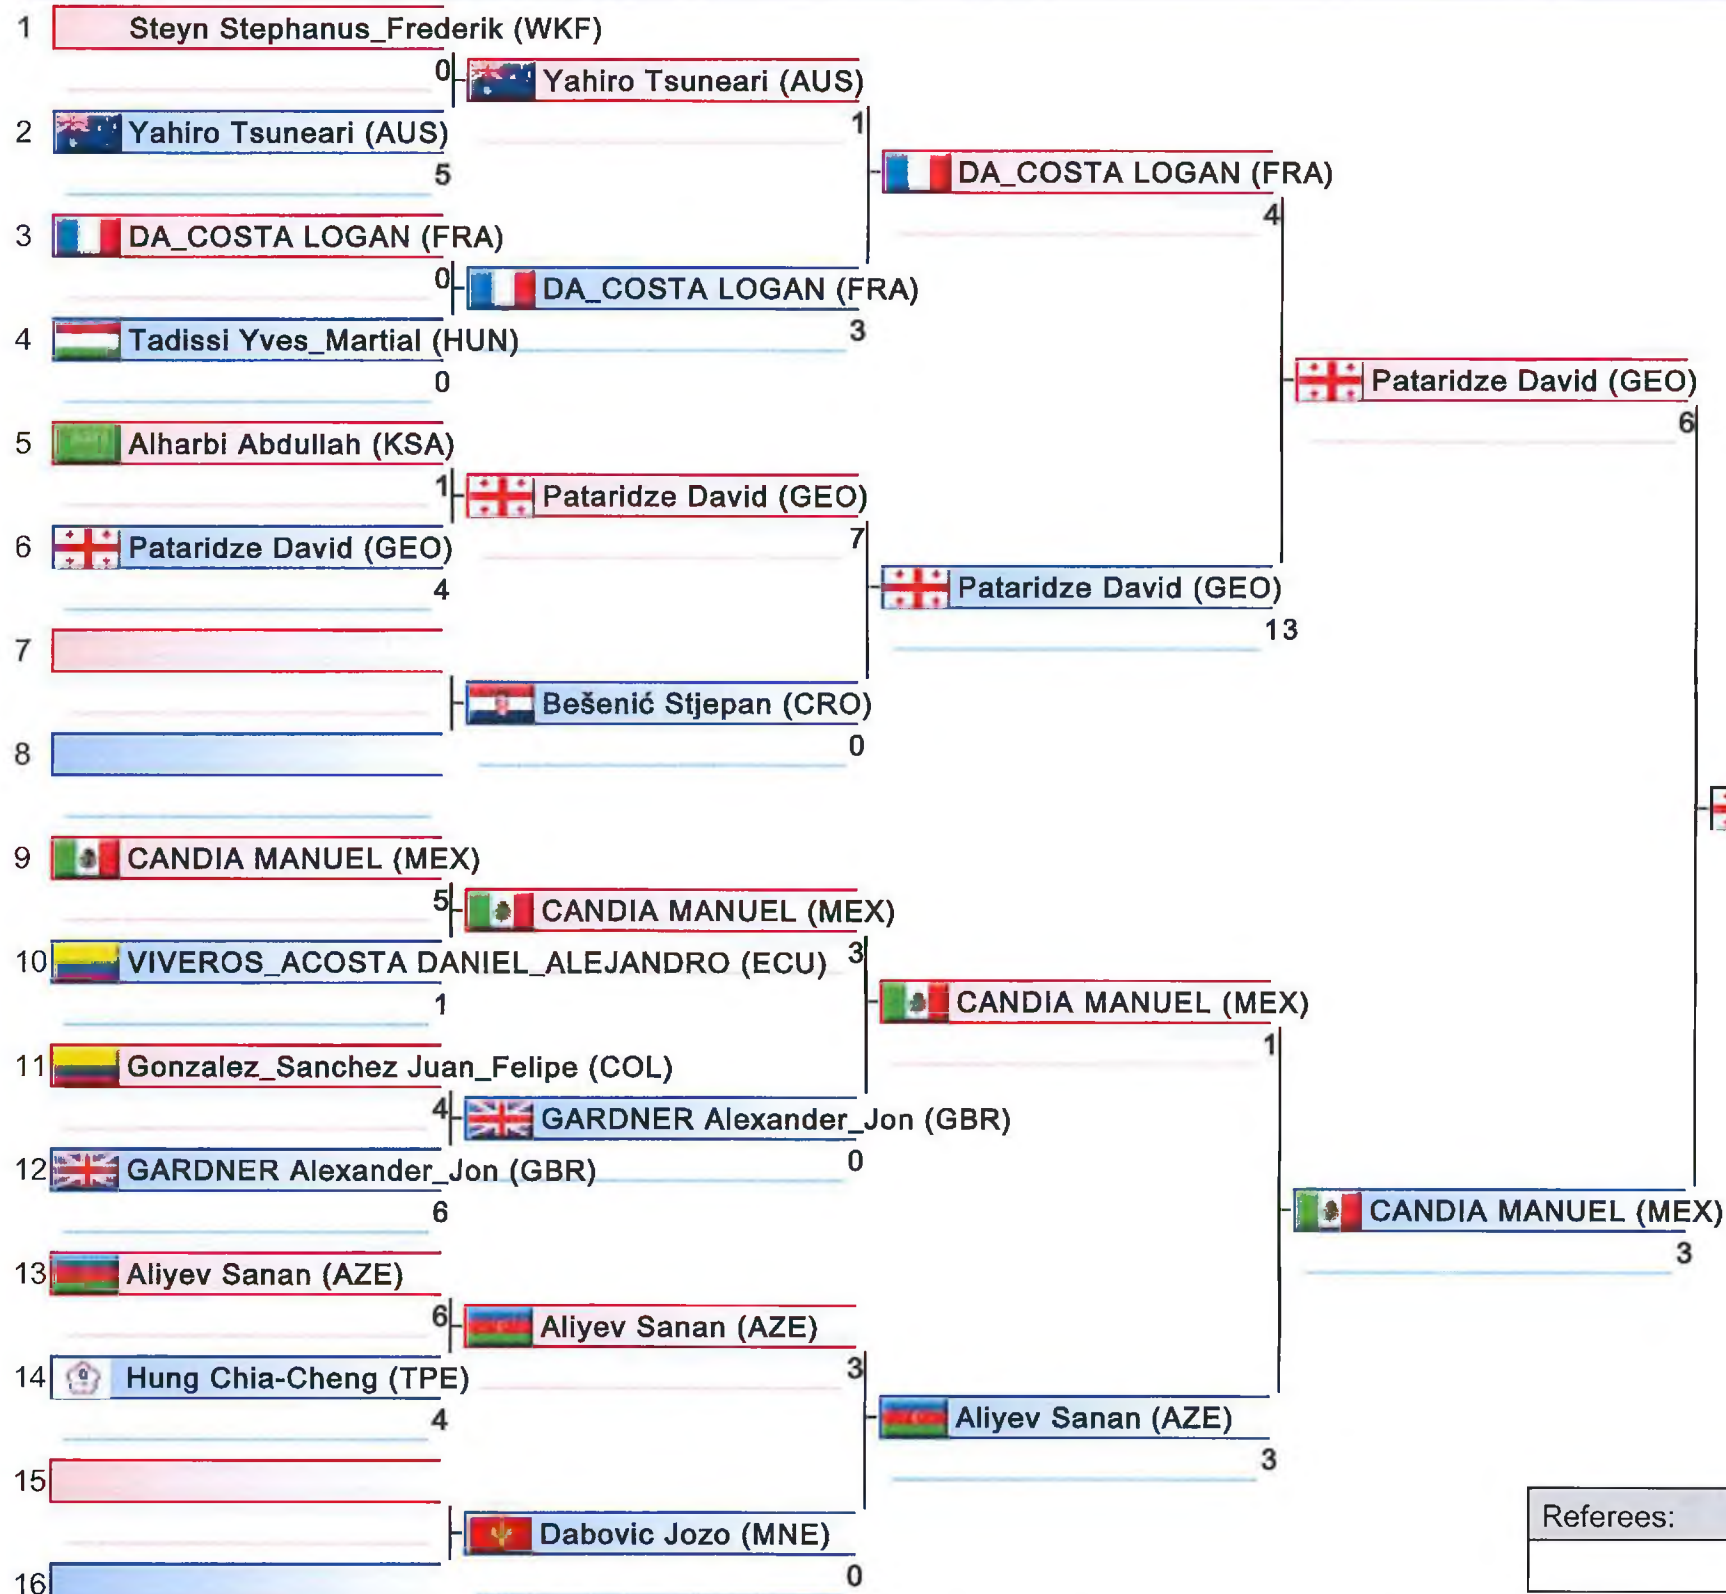 1 Steyn Stephanus_Frederik (WKF)
0 Yahiro Tsuneari (AUS)
2 Yahiro Tsuneari (AUS)
1
5 DA_COSTA LOGAN (FRA)
3 DA_COSTA LOGAN (FRA)
4
0 DA_COSTA LOGAN (FRA)
4 Tadissi Yves_Martial (HUN)
3
0 Pataridze David (GEO)
6
5 Alharbi Abdullah (KSA)
1 Pataridze David (GEO)
6 Pataridze David (GEO)
7
4 Pataridze David (GEO)
13
7
Bešenić Stjepan (CRO)
8
0
9 CANDIA MANUEL (MEX)
5 CANDIA MANUEL (MEX)
10 VIVEROS_ACOSTA DANIEL_ALEJANDRO (ECU)
3
1 CANDIA MANUEL (MEX)
1
11 Gonzalez_Sanchez Juan_Felipe (COL)
4 GARDNER Alexander_Jon (GBR)
0
12 GARDNER Alexander_Jon (GBR)
6 CANDIA MANUEL (MEX)
3
13 Aliyev Sanan (AZE)
6 Aliyev Sanan (AZE)
14 Hung Chia-Cheng (TPE)
3
4 Aliyev Sanan (AZE)
3
15
Referees:
Dabovic Jozo (MNE)
16
0